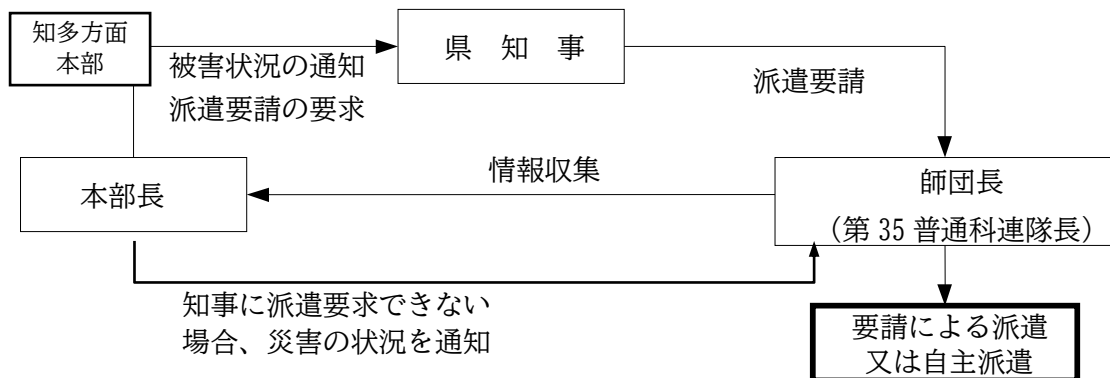 知多方面
本部
県　知　事
被害状況の通知
派遣要請の要求
派遣要請
情報収集
本部長
師団長
（第 35 普通科連隊長）
知事に派遣要求できない
場合、災害の状況を通知
要請による派遣
又は自主派遣